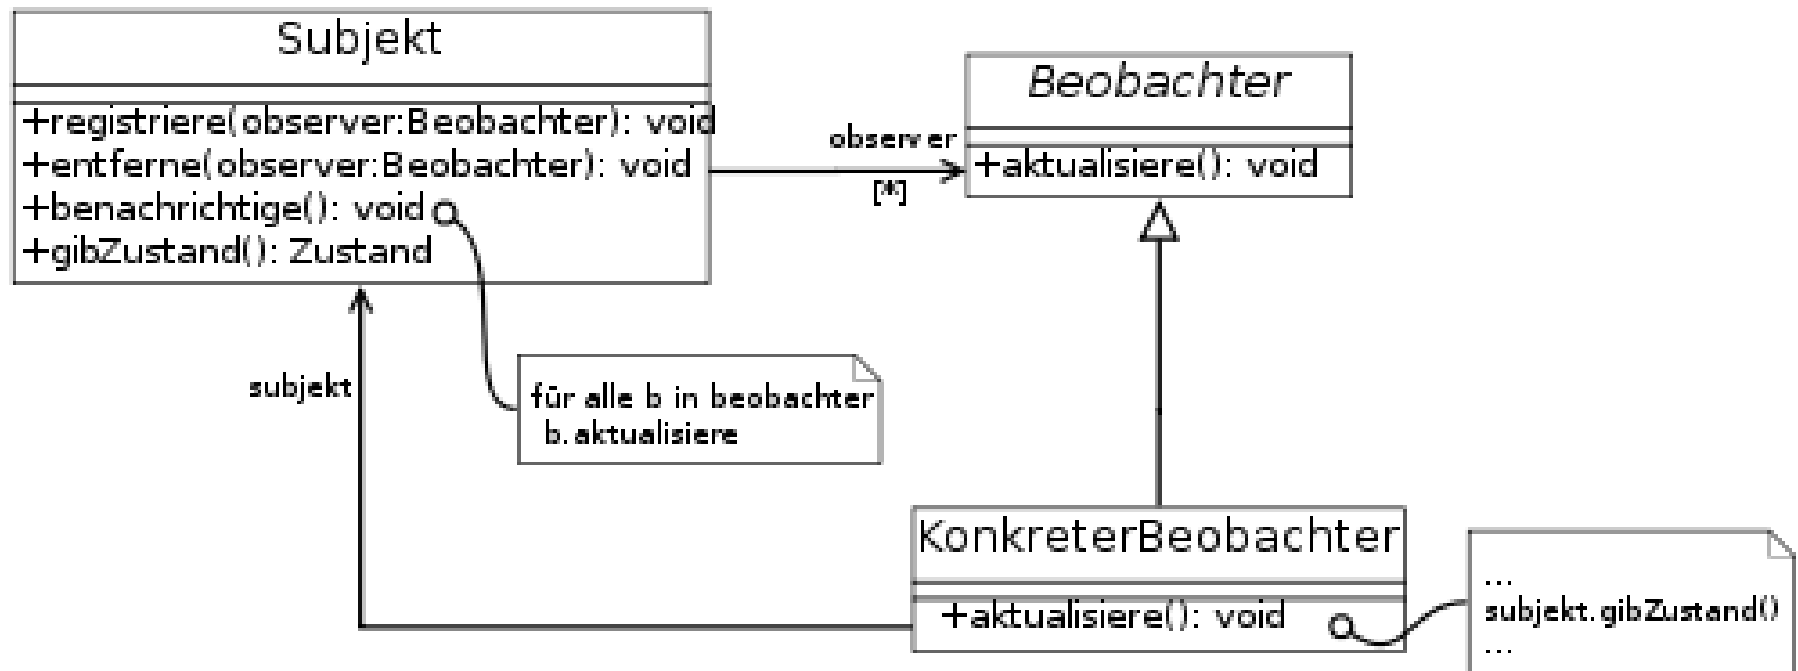 Subjekt
+registriere(observer:Beobachter): void
+entferne(observer:Beobachter): void
+benachrichtige(): void
+gibZustand(): Zustand
observer
[*]
Beobachter
+aktualisiere(): void
subjekt
für alle b in beobachter
b.aktualisiere
KonkreterBeobachter
+aktualisiere(): void
...
subjekt.gibZustand()
...